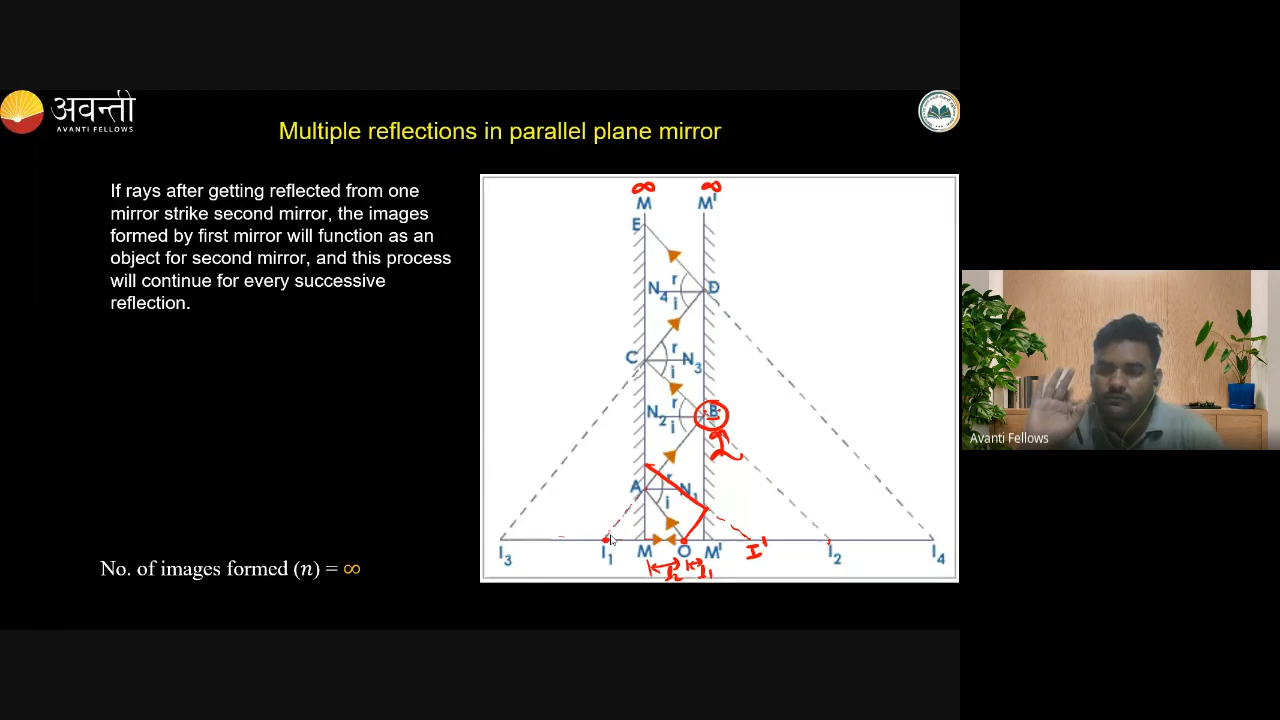 अवन्ती
AVANTI FELLOWS
Multiple reflections in parallel plane mirror
If rays after getting reflected from one
mirror strike second mirror, the images
formed by first mirror will function as an
object for second mirror, and this process
will continue for every successive
reflection.
No. of images formed (n) = ∞
∞ ∞
M M'
E
r
N4 D
i
r
C N3
i
r
N2 B
i
r
A N1
i
I3 I1 M O M' I' I2 I4
l2 l1
Avanti Fellows